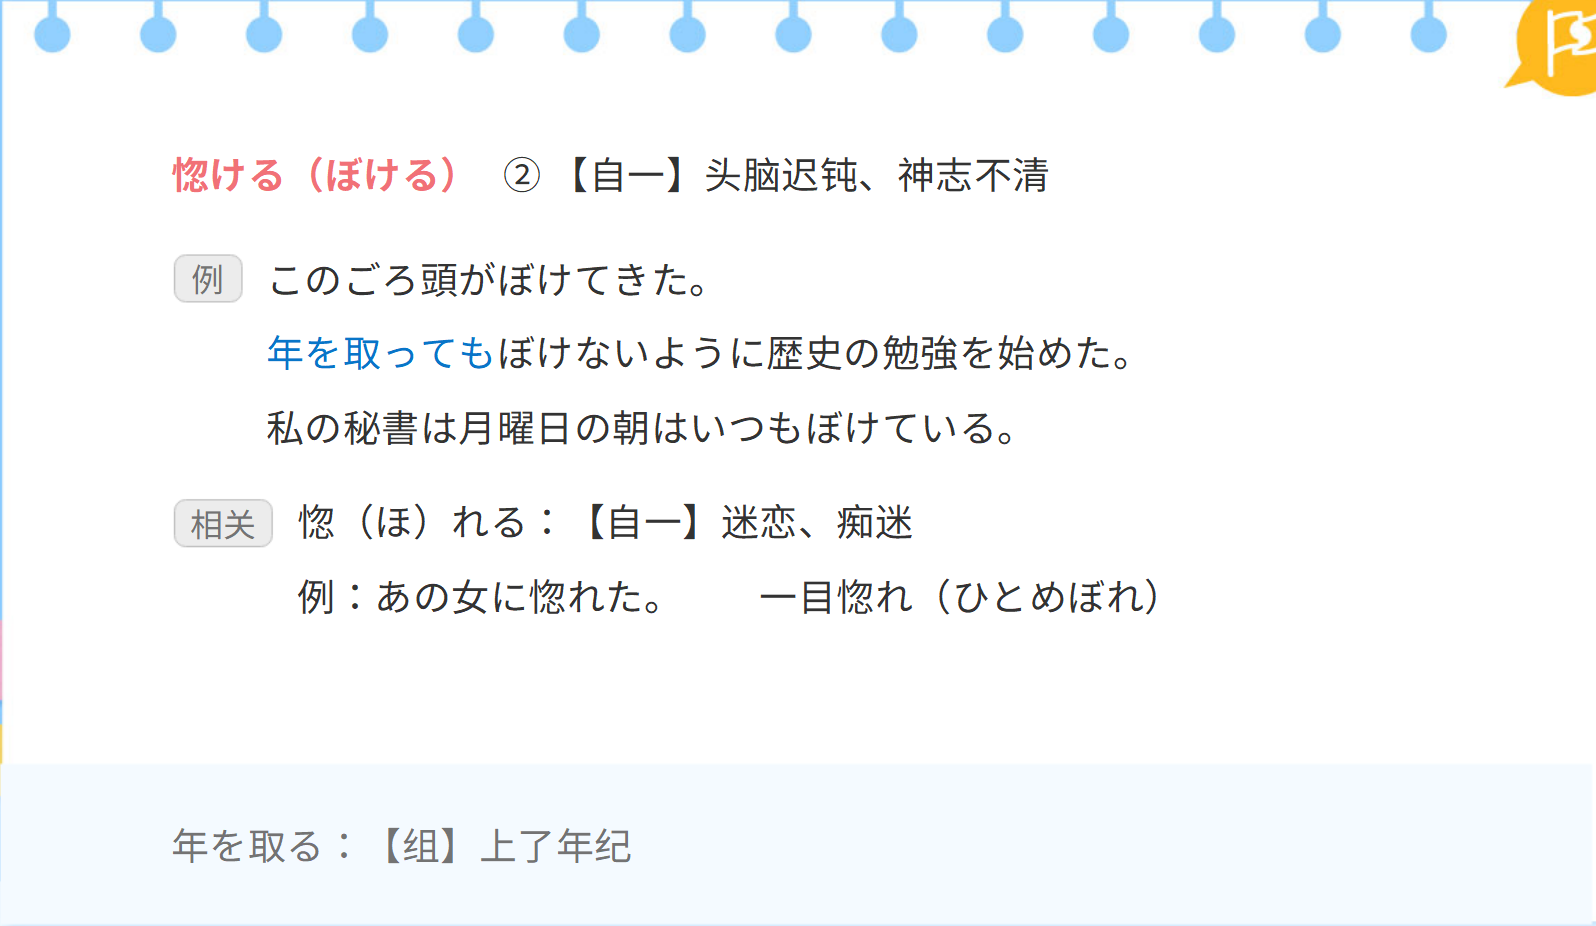 惚ける（ぼける） ② 【自一】头脑迟钝、神志不清
例 このごろ頭がぼけてきた。
年を取ってもぼけないように歴史の勉強を始めた。
私の秘書は月曜日の朝はいつもぼけている。
相关 惚（ほ）れる：【自一】迷恋、痴迷
例：あの女に惚れた。 一目惚れ（ひとめぼれ）
年を取る：【组】上了年纪